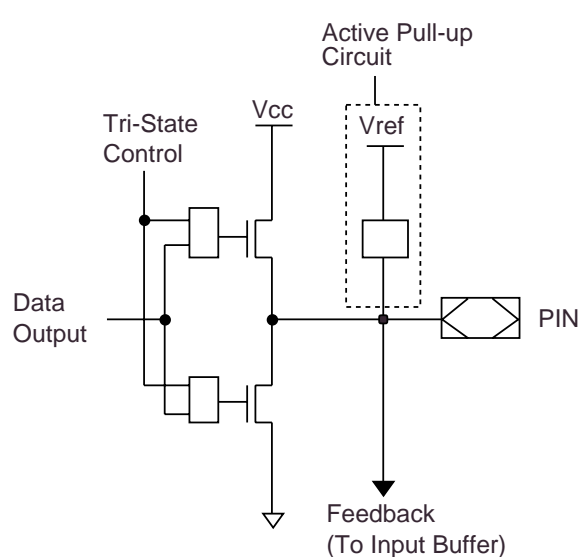 Active Pull-up
Circuit
Vcc
Vref
Tri-State
Control
Data
Output
PIN
Feedback
(To Input Buffer)